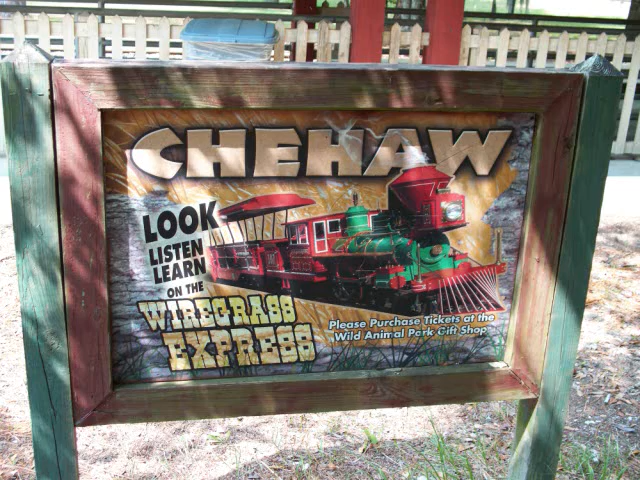 CHEHAW
LOOK
LISTEN
LEARN
ON THE
WIREGRASS
EXPRESS
Please Purchase Tickets at the
Wild Animal Park Gift Shop